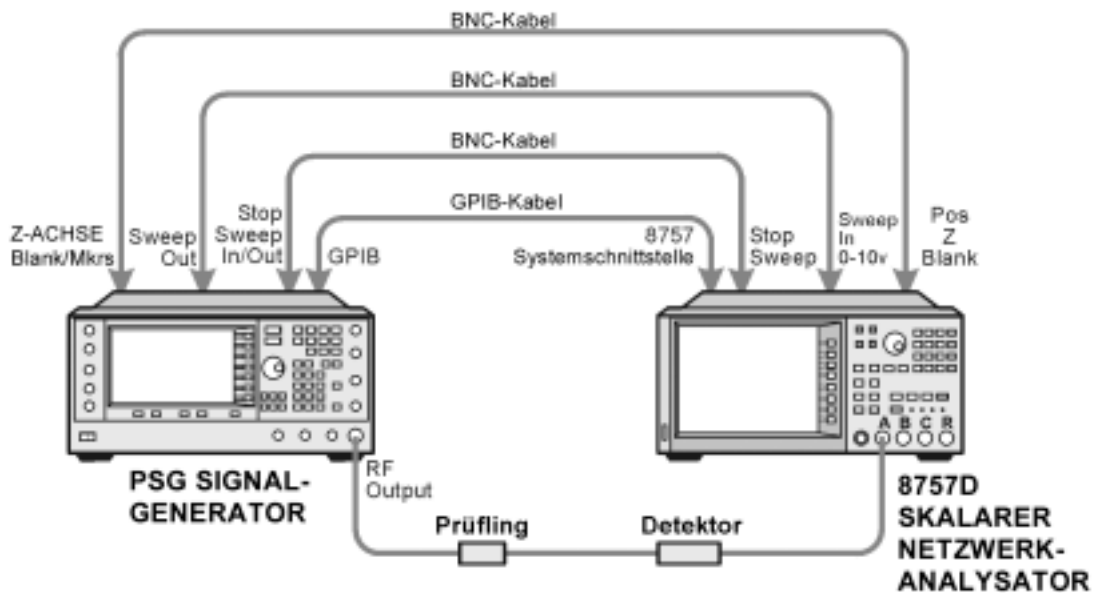 BNC-Kabel
BNC-Kabel
BNC-Kabel
GPIB-Kabel
Z-ACHSE
Blank/Mkrs
Sweep
Out
Stop
Sweep
In/Out
GPIB
8757
Systemschnittstelle
Stop
Sweep
Sweep
In
0-10v
Pos
Z
Blank
A B C R
PSG SIGNAL-
GENERATOR
RF
Output
Prüfling
Detektor
8757D
SKALARER
NETZWERK-
ANALYSATOR